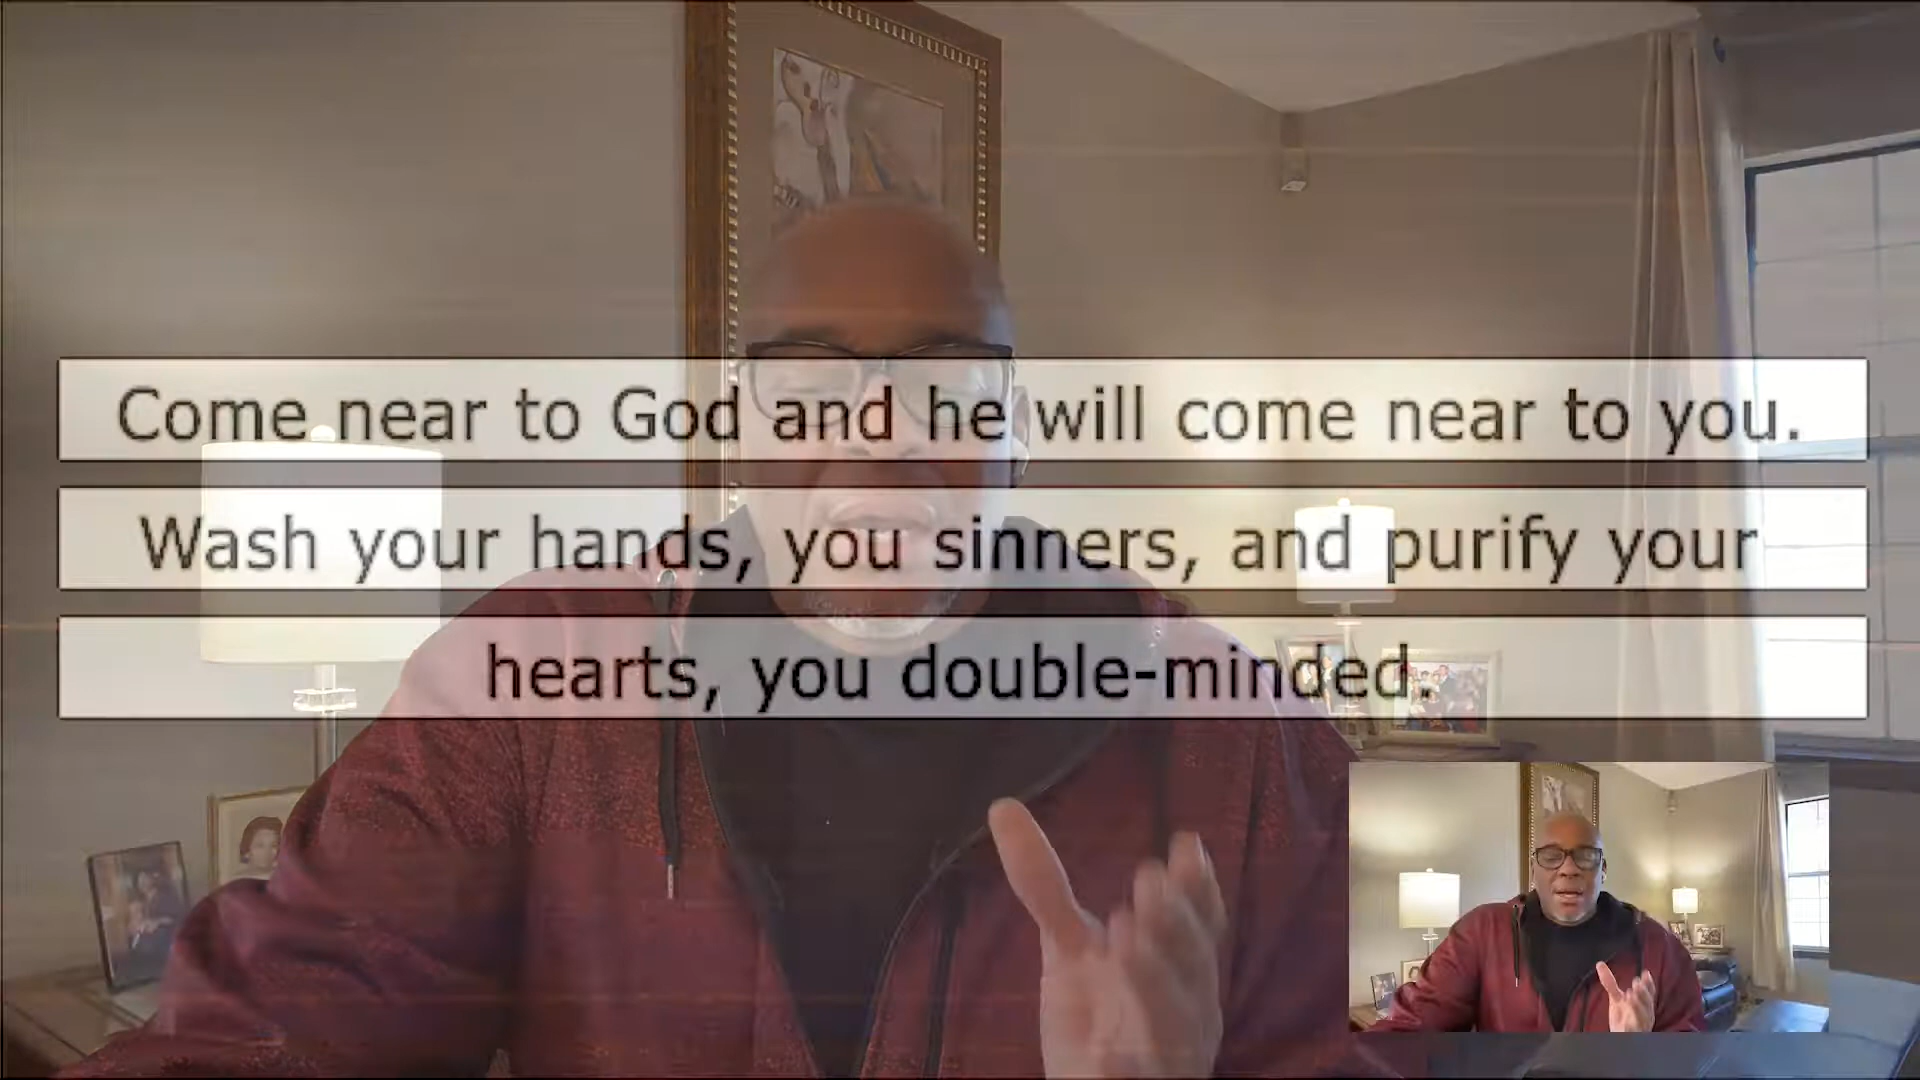 Come near to God and he will come near to you.
Wash your hands, you sinners, and purify your
hearts, you double-minded.